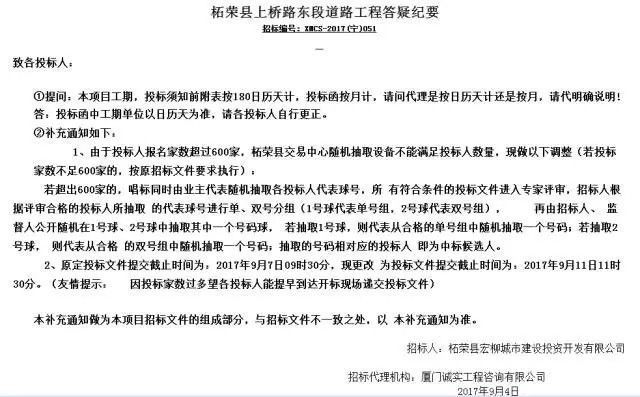 柘荣县上桥路东段道路工程答疑纪要
招标编号：XMCS-2017(宁)051
致各投标人：
①提问：本项目工期，投标须知前附表按180日历天计，投标函按月计，请问代理是按日历天计还是按月，请代明确说明！
答：投标函中工期单位以日历天为准，请各投标人自行更正。
②补充通知如下：
1、由于投标人报名家数超过600家，柘荣县交易中心随机抽取设备不能满足投标人数量，现做以下调整（若投标
家数不足600家的，按原招标文件要求执行）：
若超出600家的，唱标同时由业主代表随机抽取各投标人代表球号，所 有符合条件的投标文件进入专家评审，招标人根
据评审合格的投标人所抽取 的代表球号进行单、双号分组（1号球代表单号组，2号球代表双号组）， 再由招标人、 监
督人公开随机在1号球、2号球中抽取其中一个号码球， 若抽取1号球，则代表从合格的单号组中随机抽取一个号码；若抽取2
号球， 则代表从合格 的双号组中随机抽取一个号码；抽取的号码相对应的投标人 即为中标候选人。
2、原定投标文件提交截止时间为：2017年9月7日09时30分，现更改 为投标文件提交截止时间为：2017年9月11日11时
30分。（友情提示： 因投标家数过多望各投标人能提早到达开标现场递交投标文件）
本补充通知做为本项目招标文件的组成部分，与招标文件不一致之处，以 本补充通知为准。
招标人：柘荣县宏柳城市建设投资开发有限公司
招标代理机构：厦门诚实工程咨询有限公司
2017年9月4日